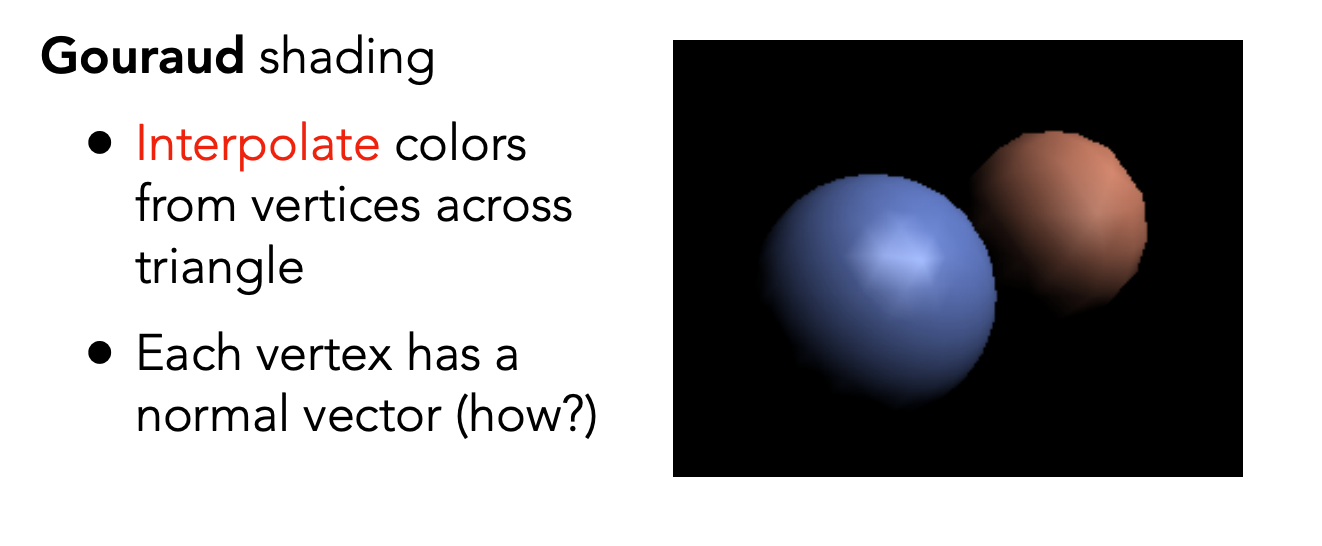 Gouraud shading
• Interpolate colors
from vertices across
triangle
• Each vertex has a
normal vector (how?)